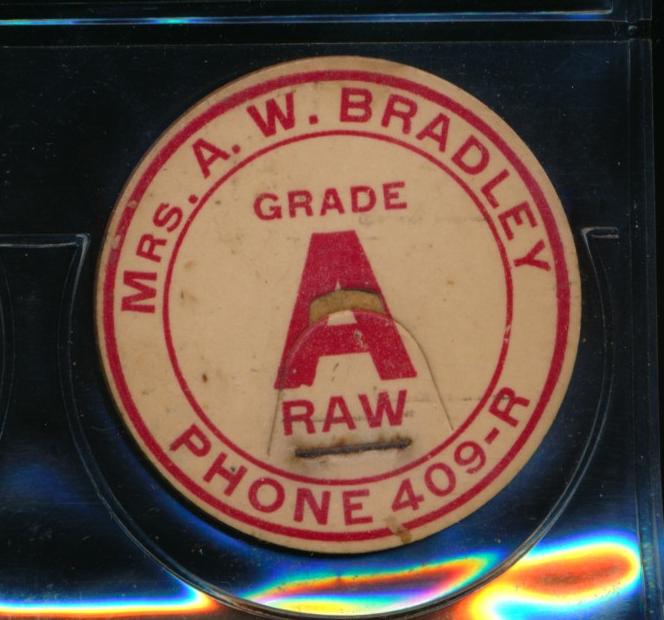 MRS. A. W. BRADLEY
GRADE
A
RAW
PHONE 409-R